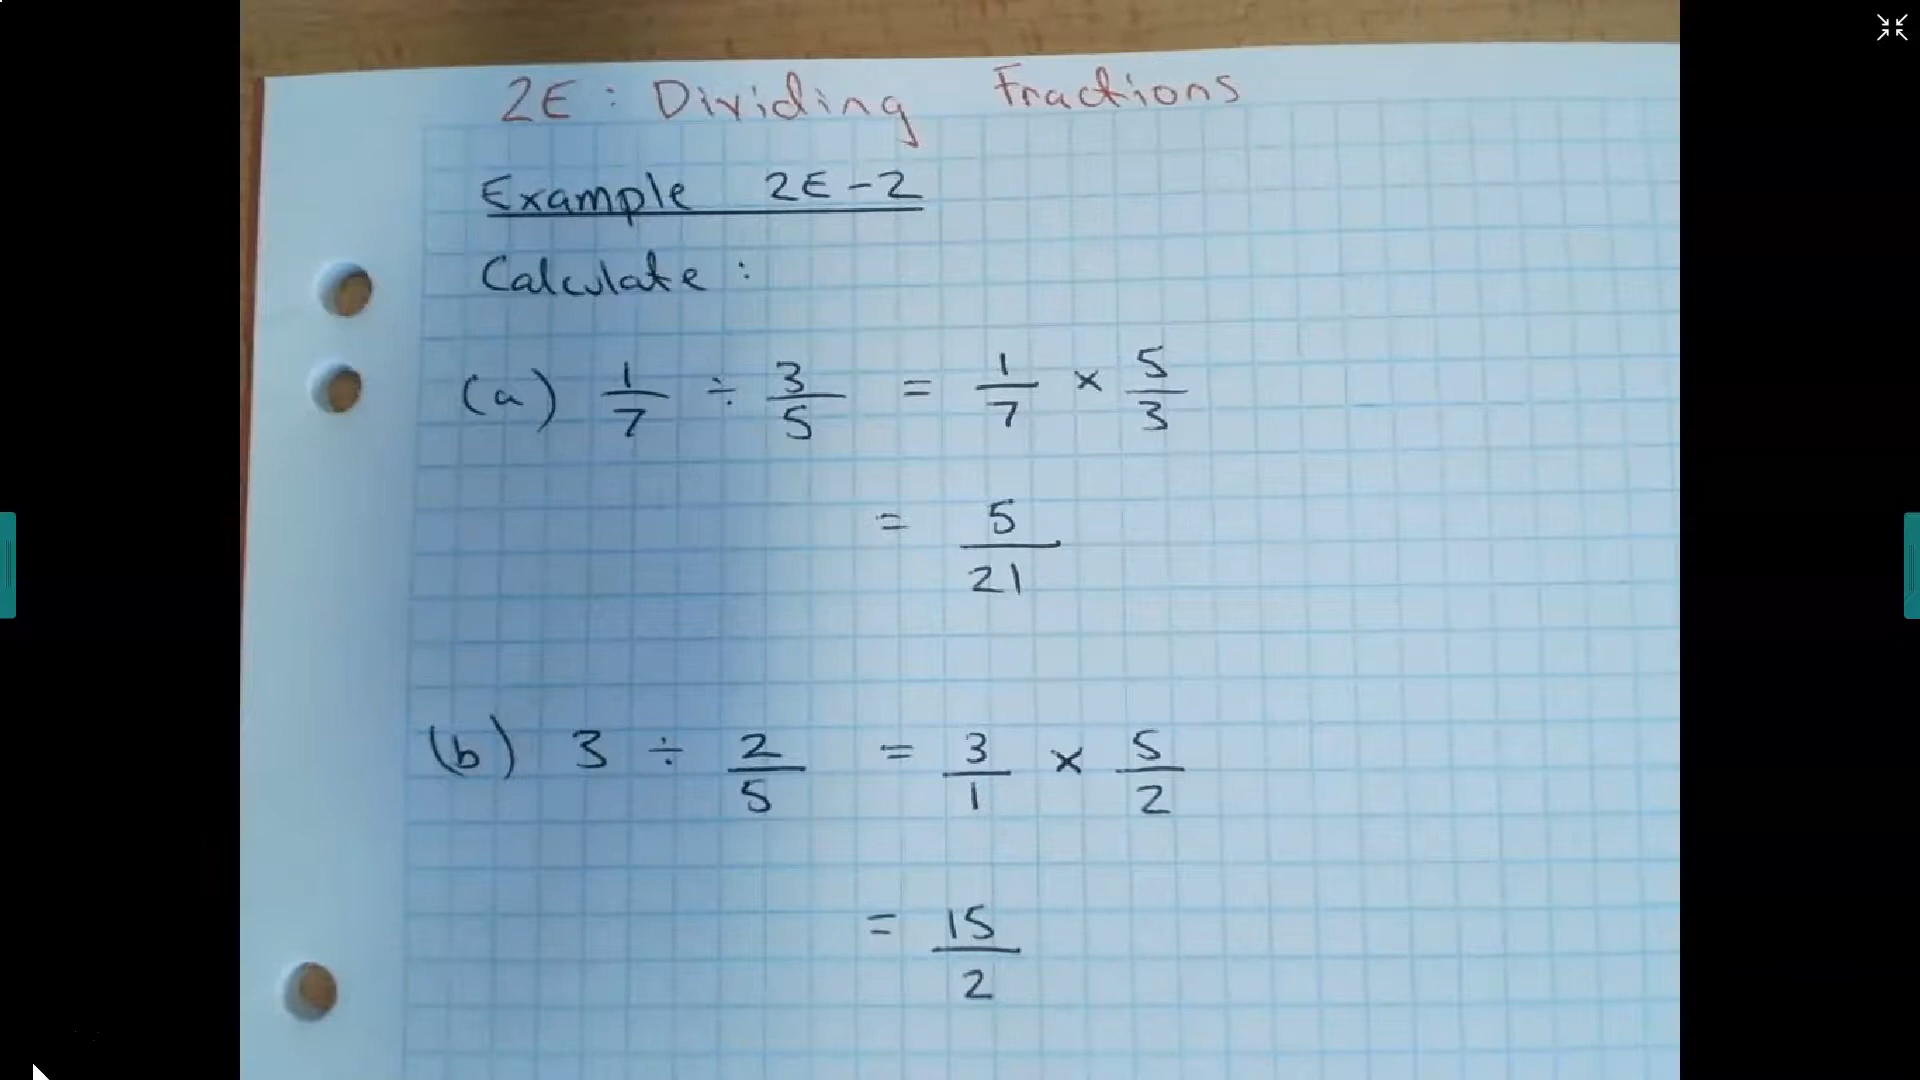 2E: Dividing Fractions
Example 2E-2
Calculate:
(a) 1/7 ÷ 3/5 = 1/7 × 5/3
= 5/21
(b) 3 ÷ 2/5 = 3/1 × 5/2
= 15/2